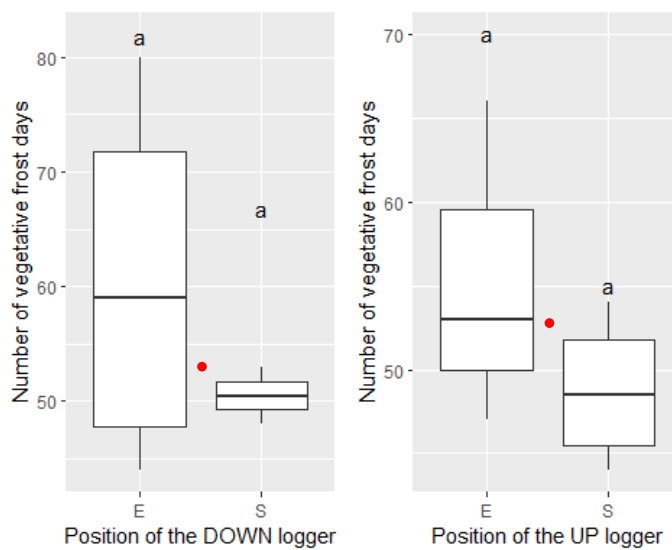 Number of vegetative frost days
80
70
60
50
a
a
E
S
Position of the DOWN logger
Number of vegetative frost days
70
60
50
a
a
E
S
Position of the UP logger